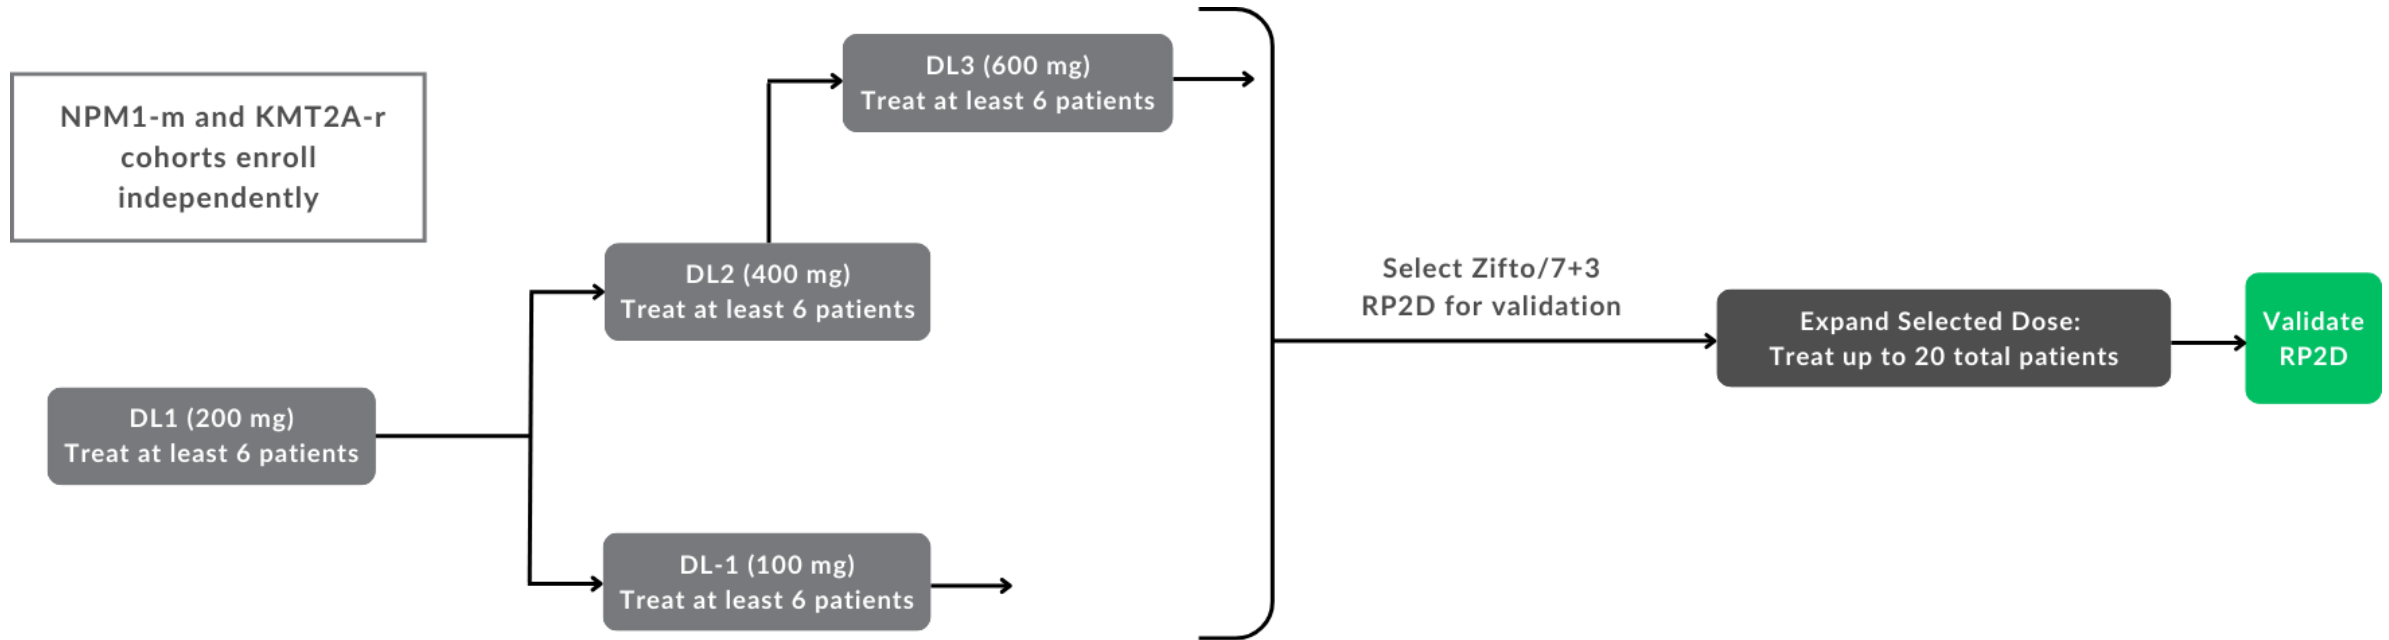 NPM1-m and KMT2A-r
cohorts enroll
independently
DL3 (600 mg)
Treat at least 6 patients
DL2 (400 mg)
Treat at least 6 patients
DL1 (200 mg)
Treat at least 6 patients
DL-1 (100 mg)
Treat at least 6 patients
Select Zifto/7+3
RP2D for validation
Expand Selected Dose:
Treat up to 20 total patients
Validate
RP2D